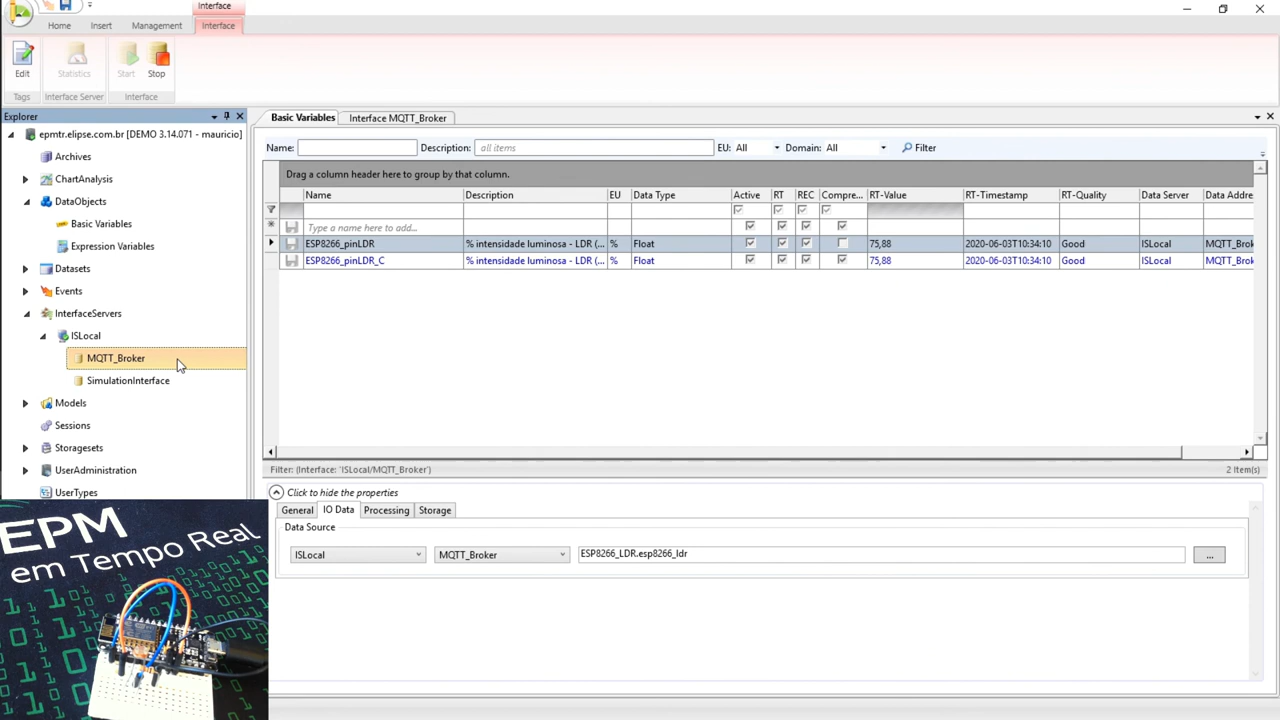 Interface
Home Insert Management Interface
Edit Statistics Start Stop
Tags Interface Server Interface
Explorer
epmtr.elipse.com.br [DEMO 3.14.071 - mauricio]
Archives
ChartAnalysis
DataObjects
Basic Variables
Expression Variables
Datasets
Events
InterfaceServers
ISLocal
MQTT_Broker
SimulationInterface
Models
Sessions
Storagesets
UserAdministration
UserTypes
Basic Variables Interface MQTT_Broker
Name: Description: all items EU: All Domain: All Filter
Drag a column header here to group by that column.
Name Description EU Data Type Active RT REC Compre... RT-Value RT-Timestamp RT-Quality Data Server Data Addre
Type a name here to add...
ESP8266_pinLDR % intensidade luminosa - LDR (... % Float 75,88 2020-06-03T10:34:10 Good ISLocal MQTT_Brok
ESP8266_pinLDR_C % intensidade luminosa - LDR (... % Float 75,88 2020-06-03T10:34:10 Good ISLocal MQTT_Brok
Filter: (Interface: 'ISLocal/MQTT_Broker') 2 Item(s)
Click to hide the properties
General IO Data Processing Storage
Data Source
ISLocal MQTT_Broker ESP8266_LDR.esp8266_ldr ...
EPM
em Tempo Real